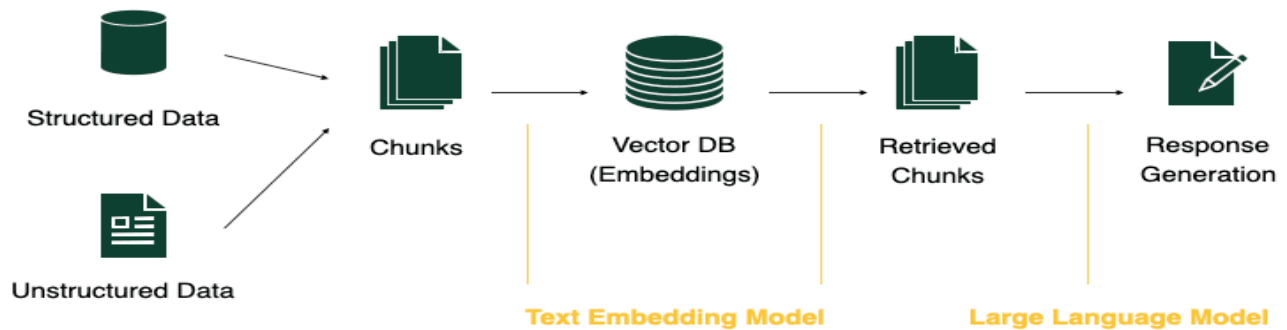 Structured Data
Unstructured Data
Chunks
Vector DB
(Embeddings)
Retrieved
Chunks
Response
Generation
Text Embedding Model
Large Language Model